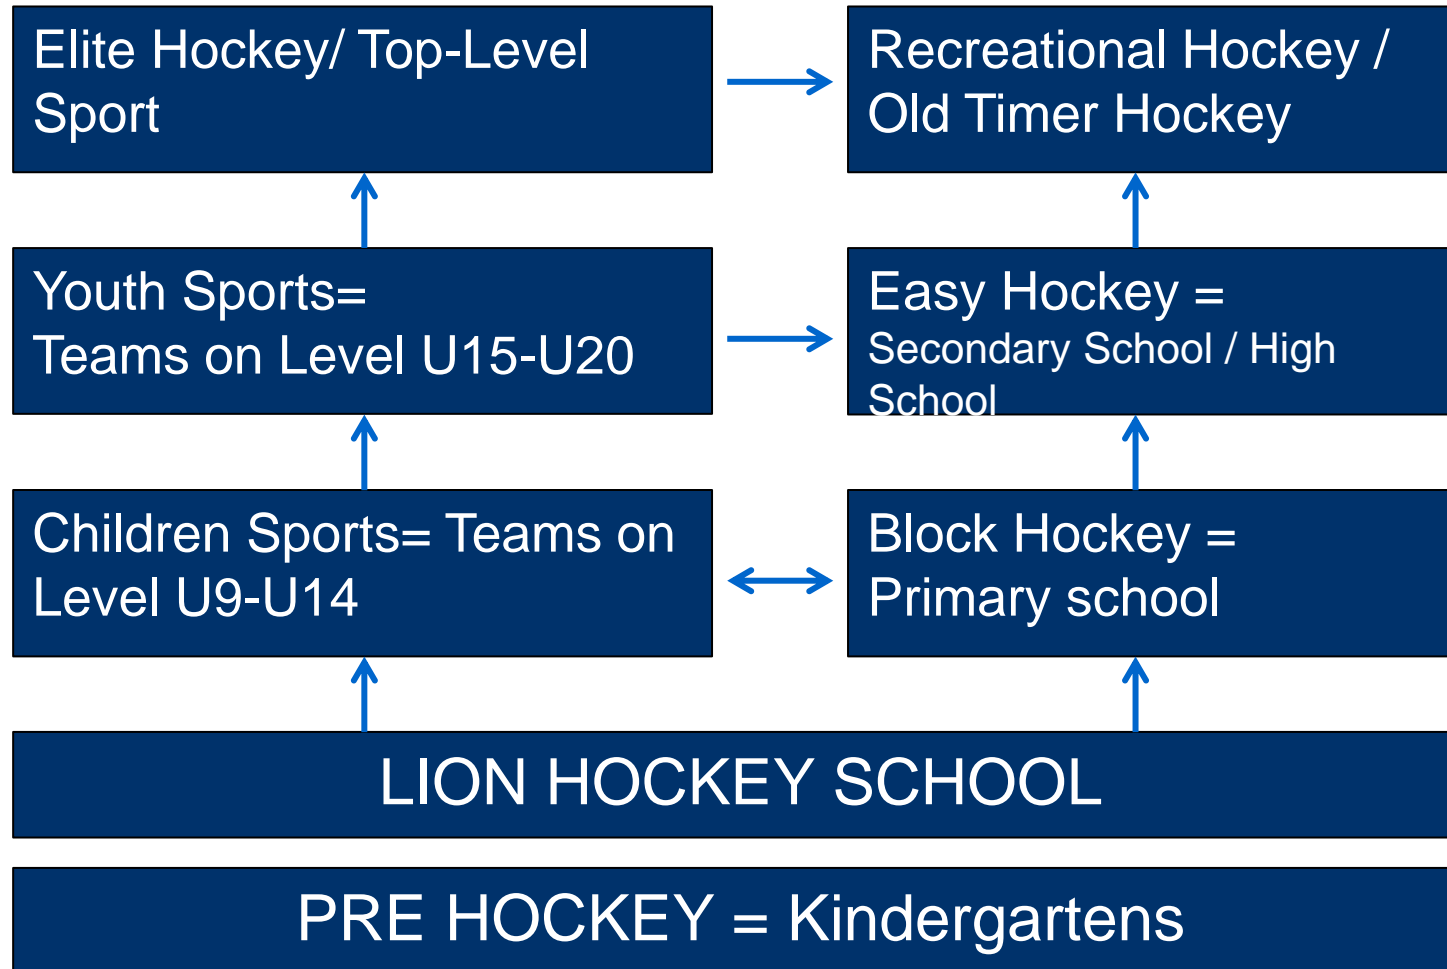 Elite Hockey/ Top-Level
Sport
Recreational Hockey /
Old Timer Hockey
Youth Sports=
Teams on Level U15-U20
Easy Hockey =
Secondary School / High
School
Children Sports= Teams on
Level U9-U14
Block Hockey =
Primary school
LION HOCKEY SCHOOL
PRE HOCKEY = Kindergartens